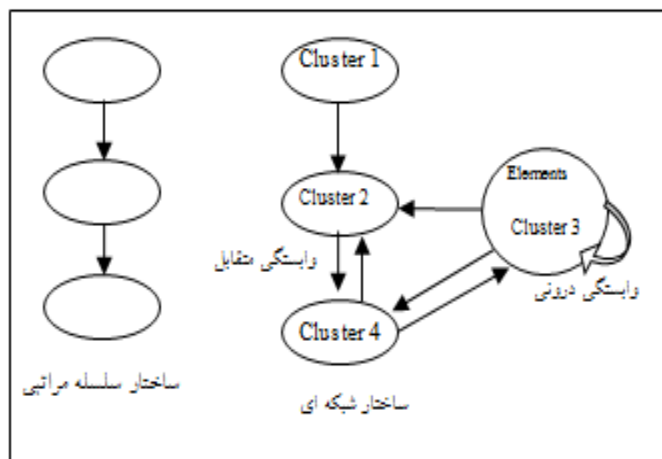 Cluster 1
Elements
Cluster 2
Cluster 3
وابستگی متقابل
وابستگی درونی
Cluster 4
ساختار سلسله مراتبی
ساختار شبکه ای